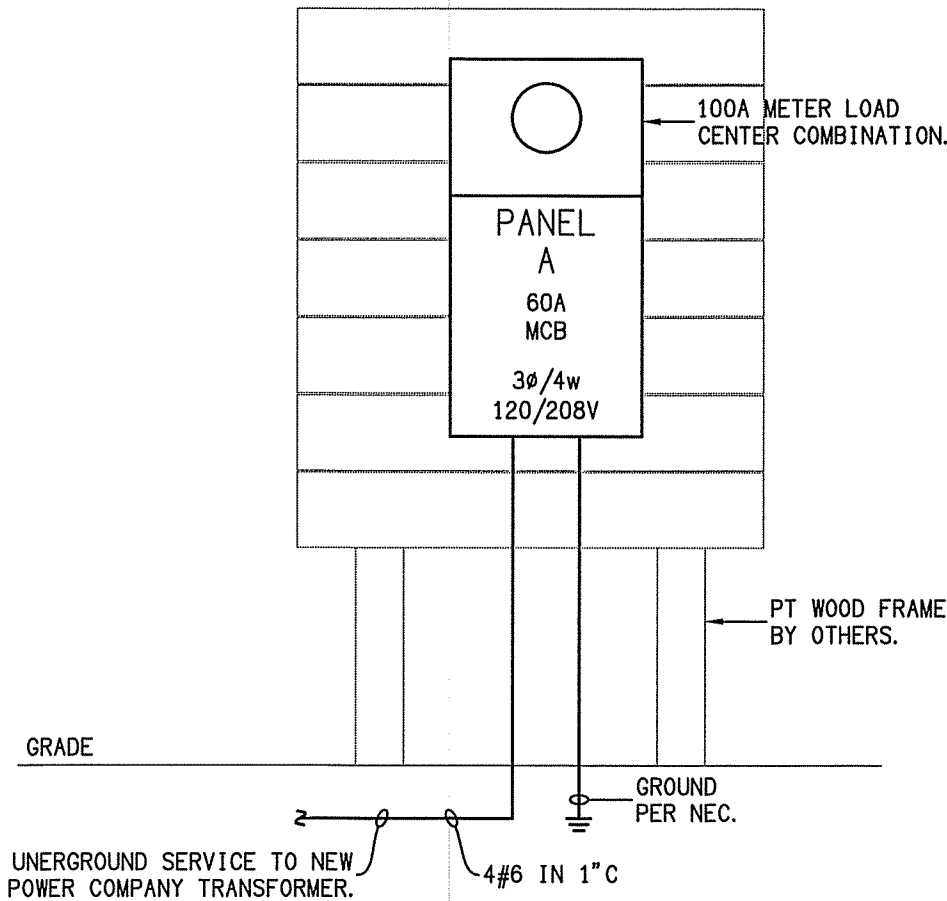 100A METER LOAD
CENTER COMBINATION.
PANEL
A
60A
MCB
3ø/4w
120/208V
PT WOOD FRAME
BY OTHERS.
GRADE
GROUND
PER NEC.
UNERGROUND SERVICE TO NEW
POWER COMPANY TRANSFORMER.
4#6 IN 1"C